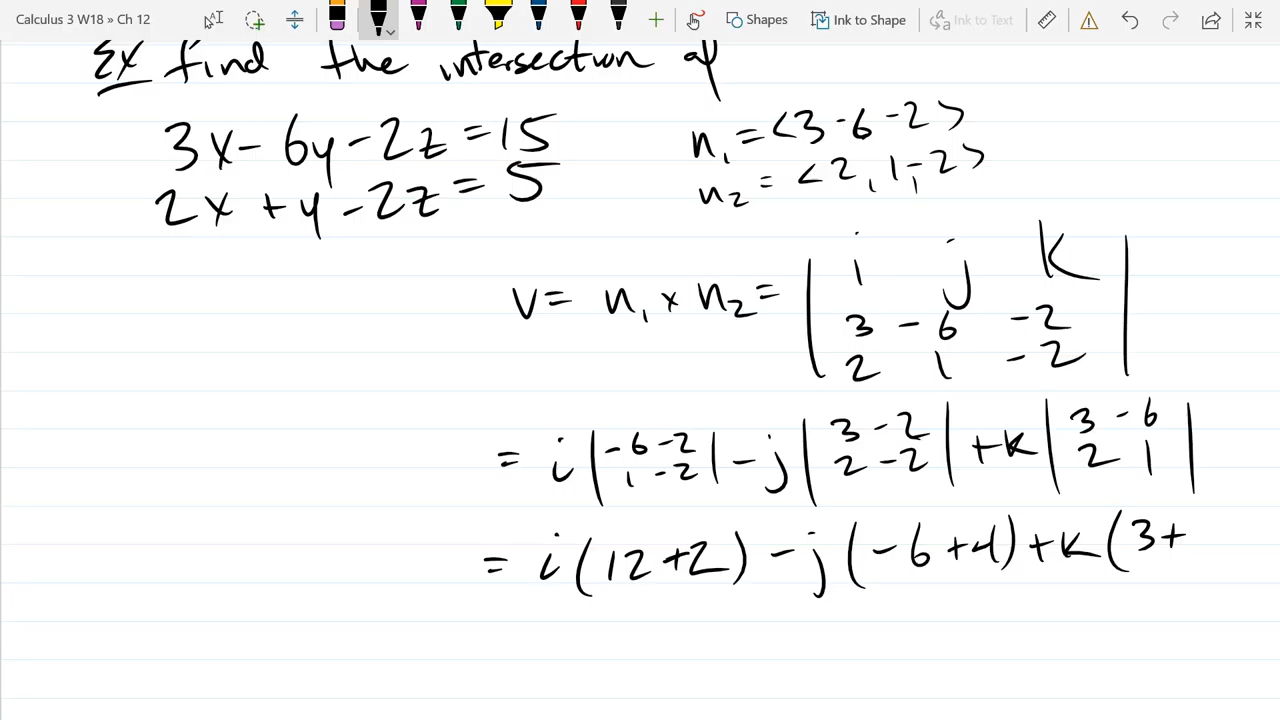 Calculus 3 W18 » Ch 12
Shapes Ink to Shape Ink to Text
Ex find the intersection of
3x - 6y - 2z = 15
2x + y - 2z = 5
n₁ = <3 -6 -2>
n₂ = <2, 1, -2>
v = n₁ × n₂ = | i j k
3 -6 -2
2 1 -2 |
= i | -6 -2
1 -2 | - j | 3 -2
2 -2 | + k | 3 -6
2 1 |
= i (12+2) - j (-6+4) + k (3+